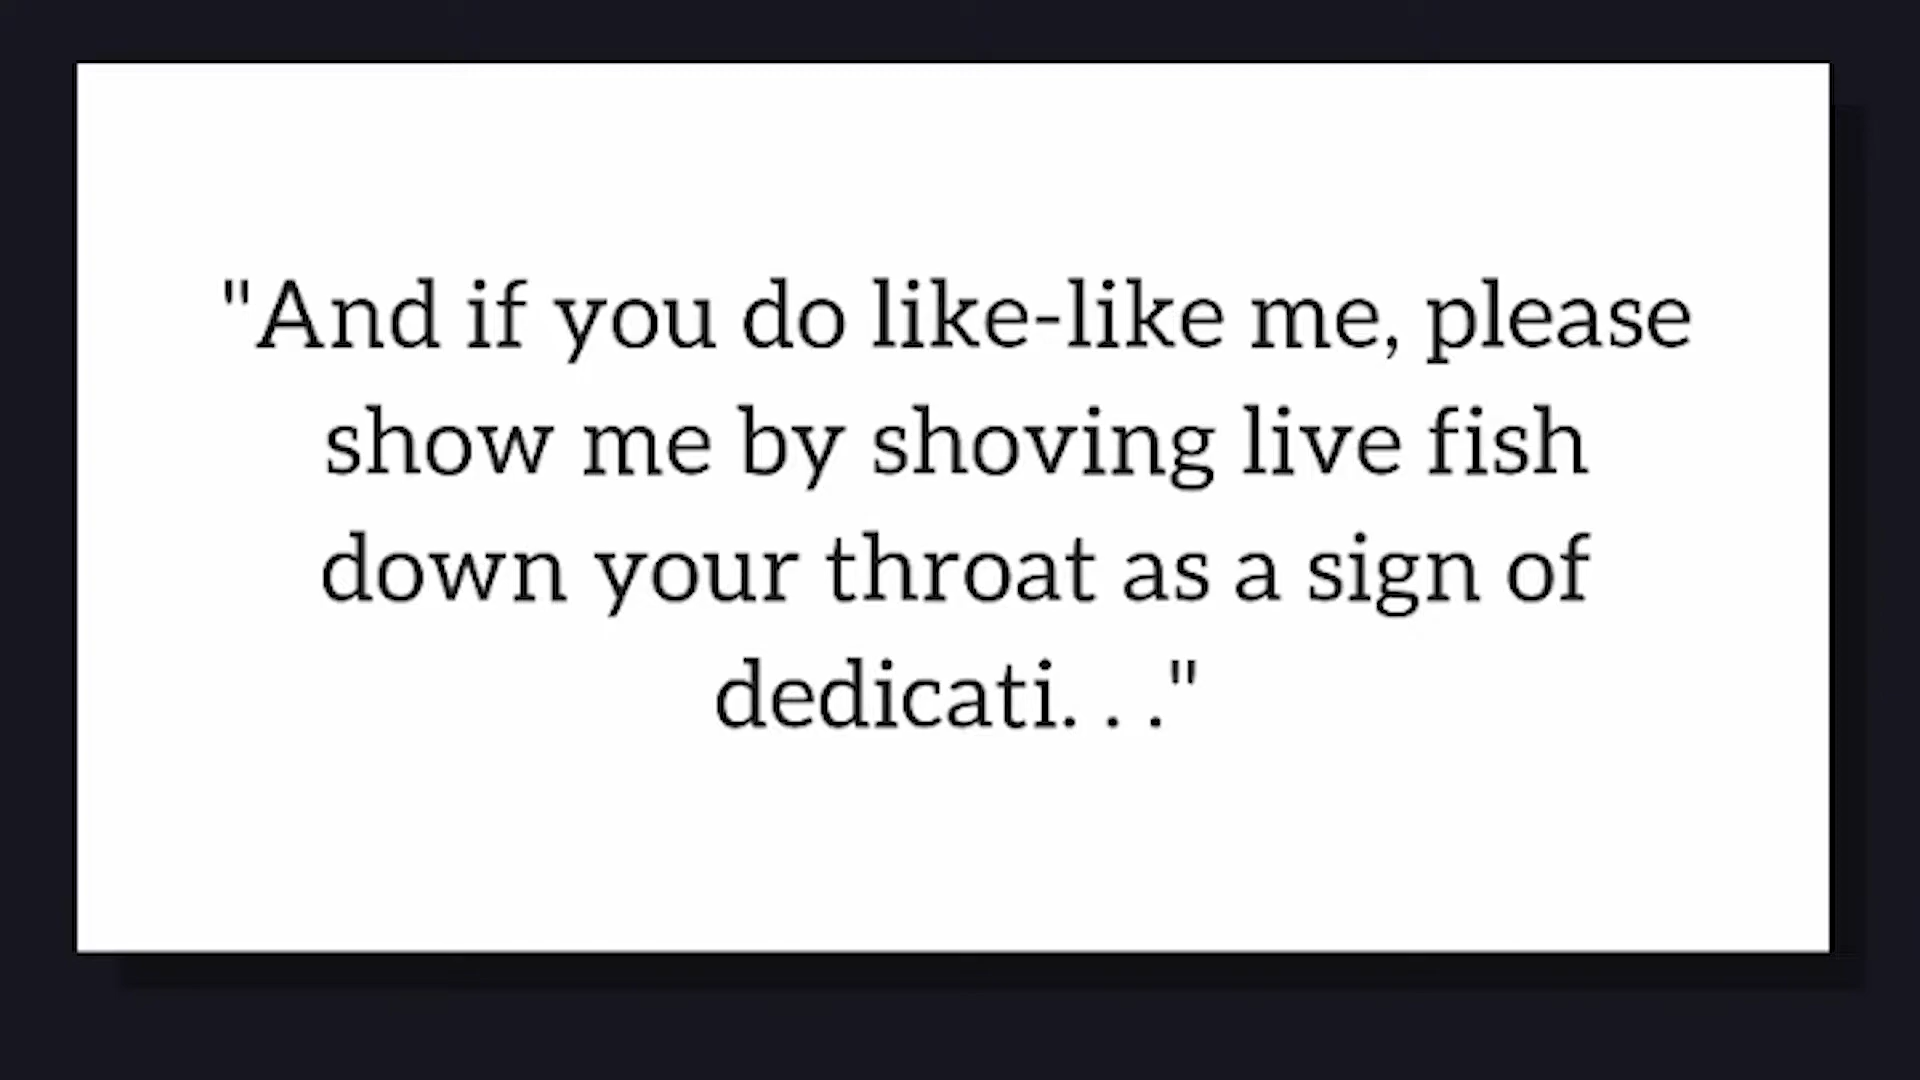 "And if you do like-like me, please
show me by shoving live fish
down your throat as a sign of
dedicati. . ."